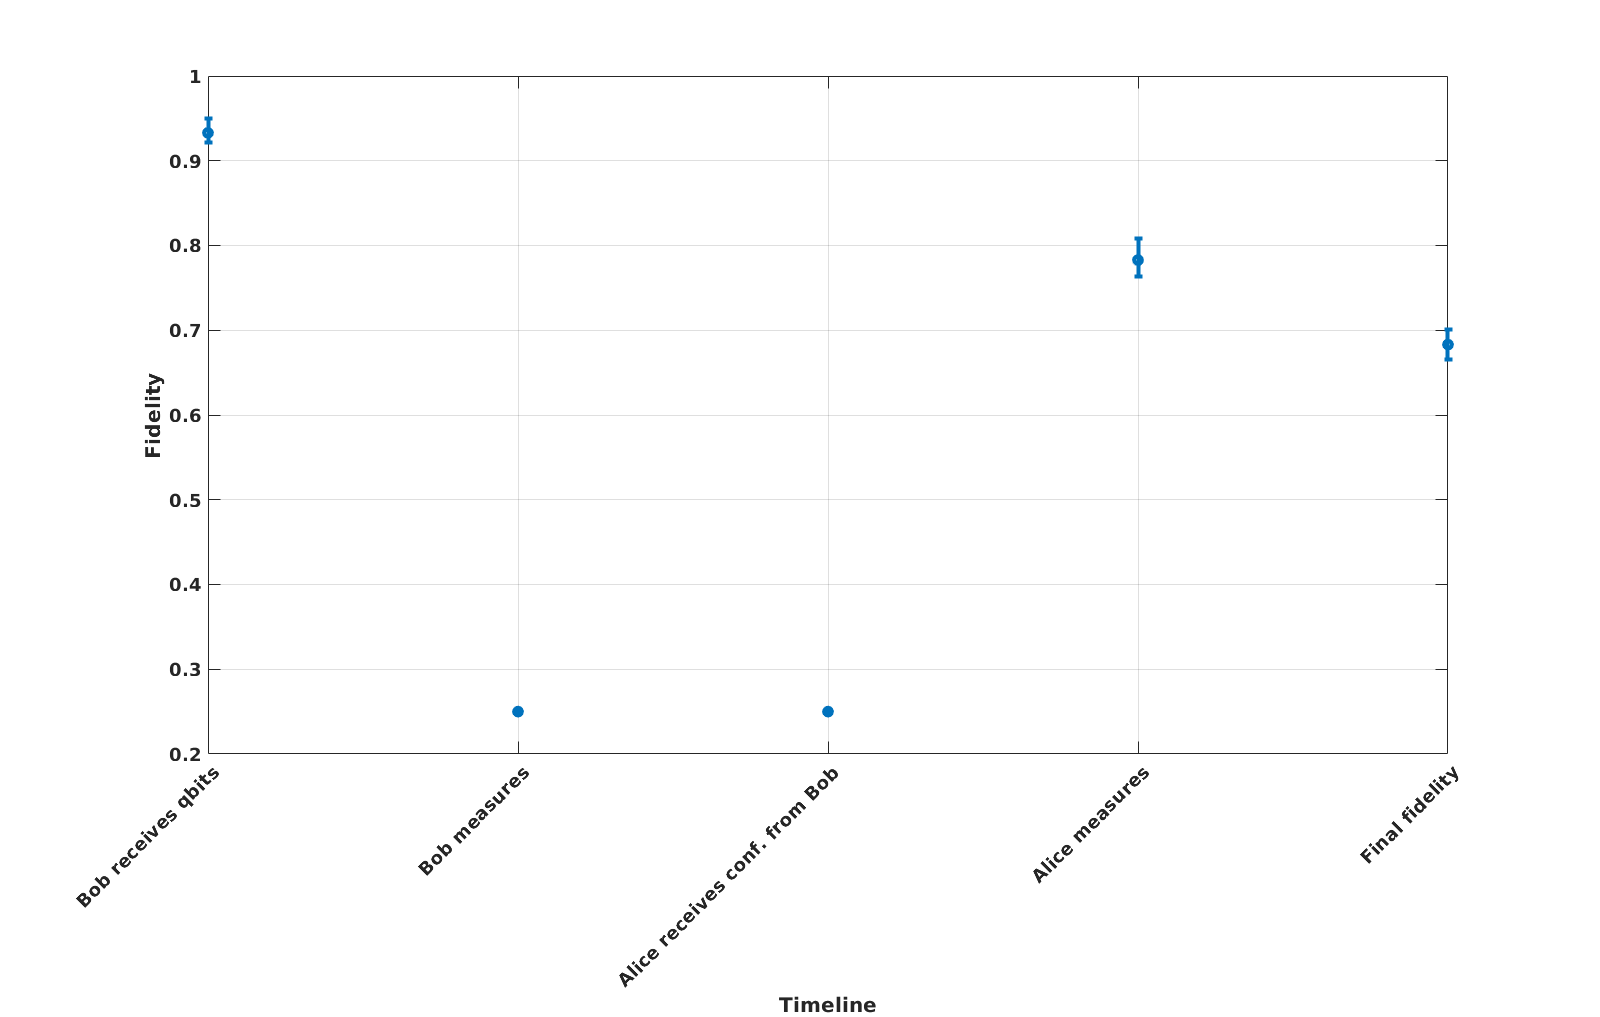 1
0.9
0.8
0.7
0.6
0.5
0.4
0.3
0.2
Fidelity
Bob receives qbits
Bob measures
Alice receives conf. from Bob
Alice measures
Final fidelity
Timeline